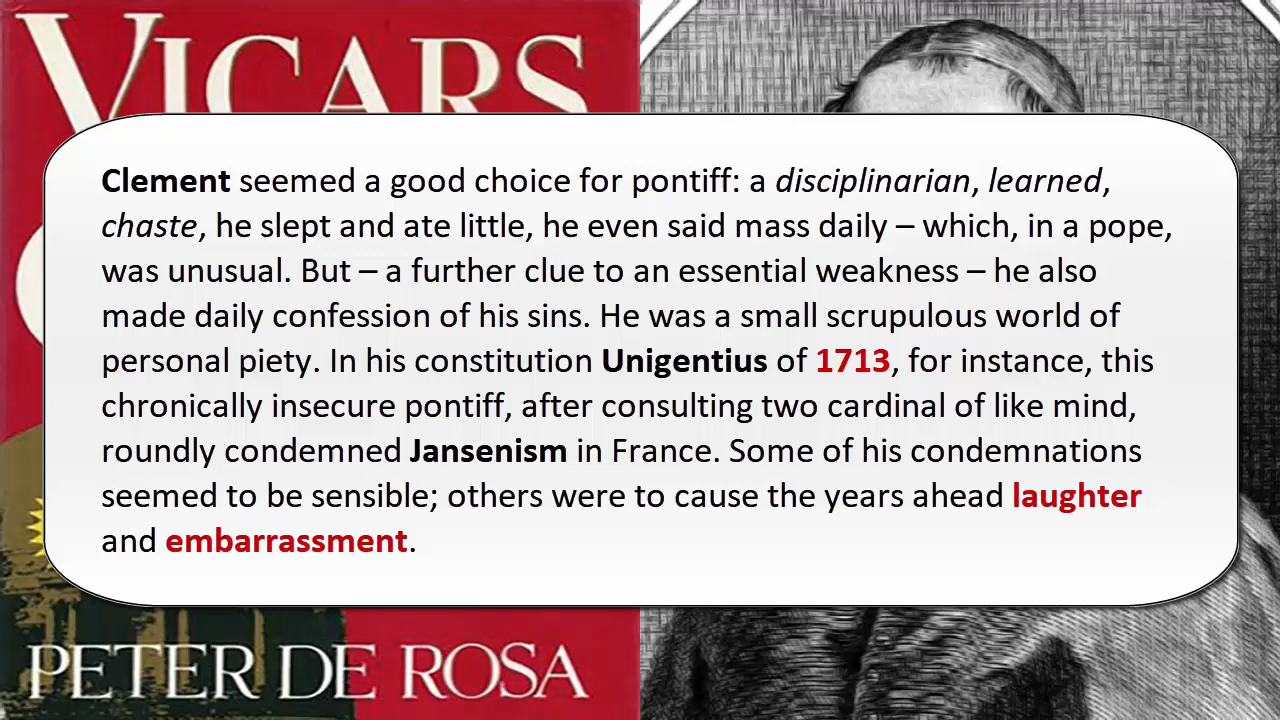 VICARS
Clement seemed a good choice for pontiff: a disciplinarian, learned,
chaste, he slept and ate little, he even said mass daily – which, in a pope,
was unusual. But – a further clue to an essential weakness – he also
made daily confession of his sins. He was a small scrupulous world of
personal piety. In his constitution Unigentius of 1713, for instance, this
chronically insecure pontiff, after consulting two cardinal of like mind,
roundly condemned Jansenism in France. Some of his condemnations
seemed to be sensible; others were to cause the years ahead laughter
and embarrassment.
PETER DE ROSA